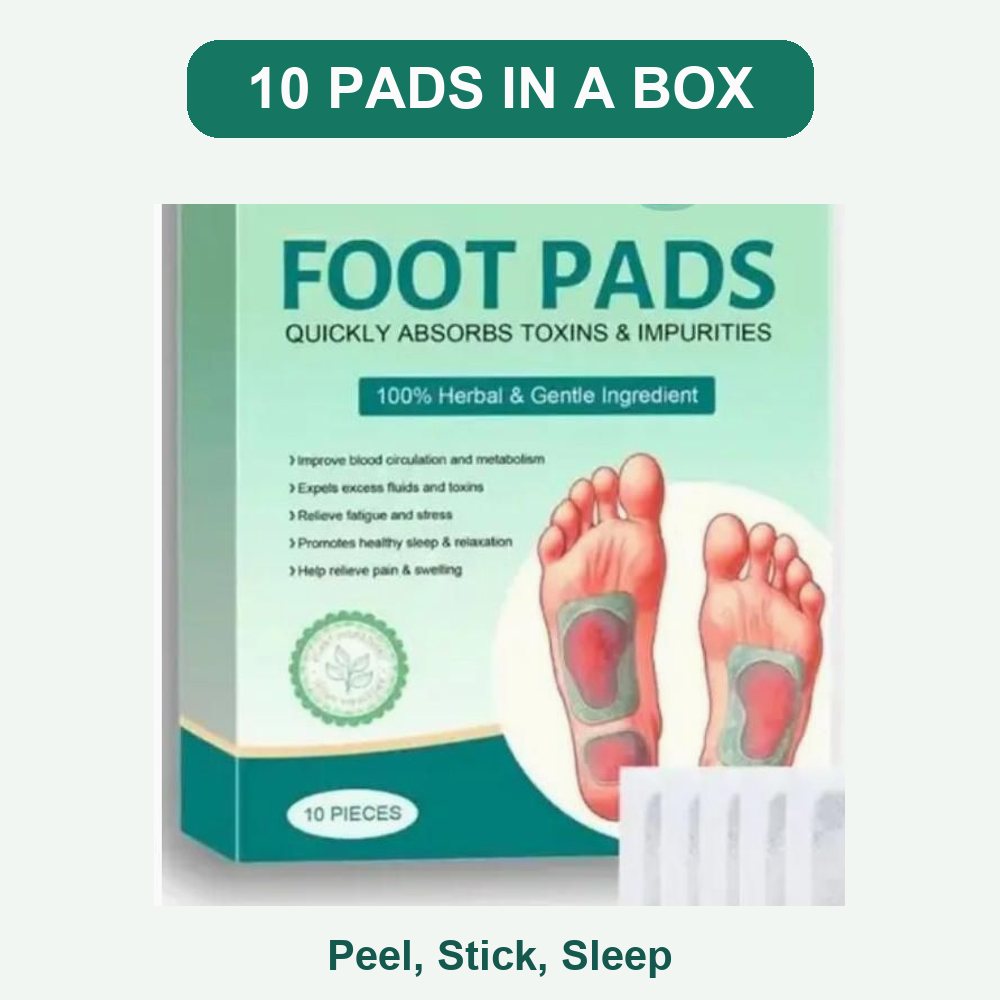 10 PADS IN A BOX
FOOT PADS
QUICKLY ABSORBS TOXINS & IMPURITIES
100% Herbal & Gentle Ingredient
Improve blood circulation and metabolism
Expels excess fluids and toxins
Relieve fatigue and stress
Promotes healthy sleep & relaxation
Help relieve pain & swelling
10 PIECES
Peel, Stick, Sleep